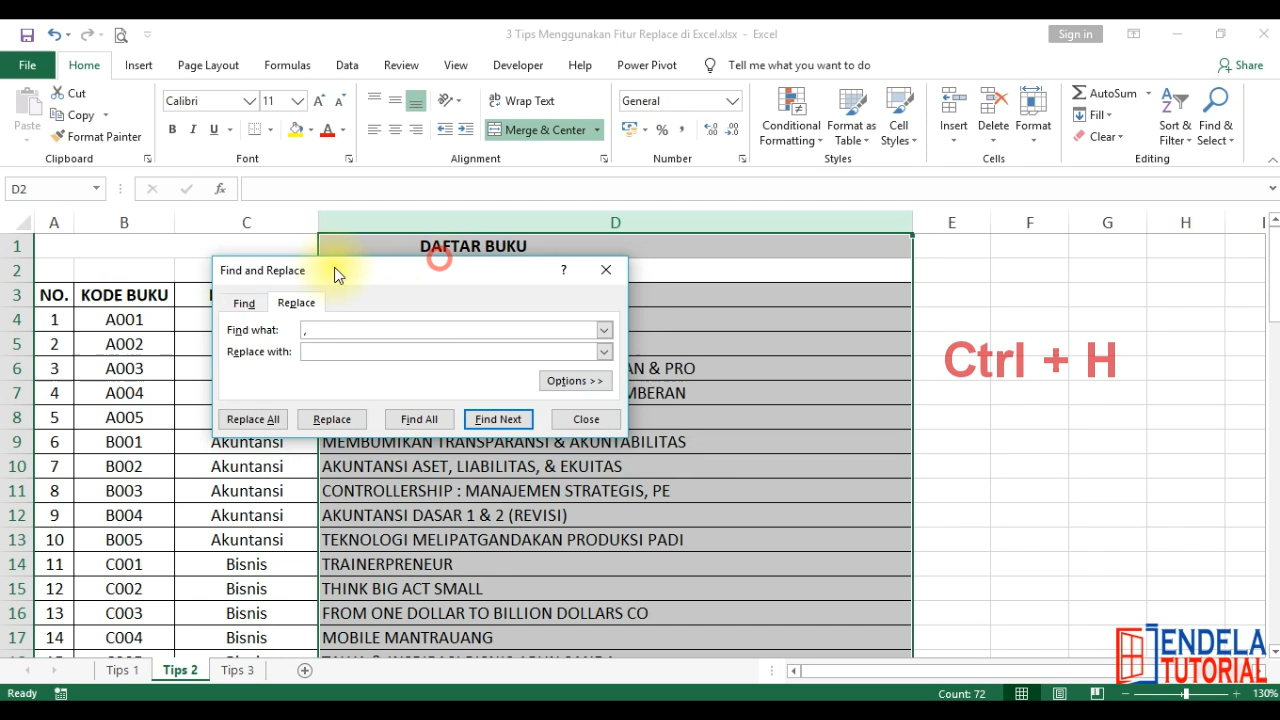 3 Tips Menggunakan Fitur Replace di Excel.xlsx - Excel
Sign in
File Home Insert Page Layout Formulas Data Review View Developer Help Power Pivot Tell me what you want to do Share
Paste
Cut
Copy
Format Painter
Clipboard
Calibri 11
B I U
Font
Wrap Text
Merge & Center
Alignment
General
Number
Conditional Formatting
Format as Table
Cell Styles
Styles
Insert Delete Format
Cells
AutoSum
Fill
Clear
Sort & Filter
Find & Select
Editing
D2 fx
A B C D E F G H
1 DAFTAR BUKU
2
3 NO. KODE BUKU
4 1 A001
5 2 A002
6 3 A003 AN & PRO
7 4 A004 MBERAN
8 5 A005
9 6 B001 Akuntansi MEMBUMIKAN TRANSPARANSI & AKUNTABILITAS
10 7 B002 Akuntansi AKUNTANSI ASET, LIABILITAS, & EKUITAS
11 8 B003 Akuntansi CONTROLLERSHIP : MANAJEMEN STRATEGIS, PE
12 9 B004 Akuntansi AKUNTANSI DASAR 1 & 2 (REVISI)
13 10 B005 Akuntansi TEKNOLOGI MELIPATGANDAKAN PRODUKSI PADI
14 11 C001 Bisnis TRAINERPRENEUR
15 12 C002 Bisnis THINK BIG ACT SMALL
16 13 C003 Bisnis FROM ONE DOLLAR TO BILLION DOLLARS CO
17 14 C004 Bisnis MOBILE MANTRAUANG
Find and Replace ?
Find Replace
Find what: ,
Replace with:
Options >>
Replace All Replace Find All Find Next Close
Ctrl + H
JENDELA
TUTORIAL
Tips 1 Tips 2 Tips 3
Ready Count: 72 130%